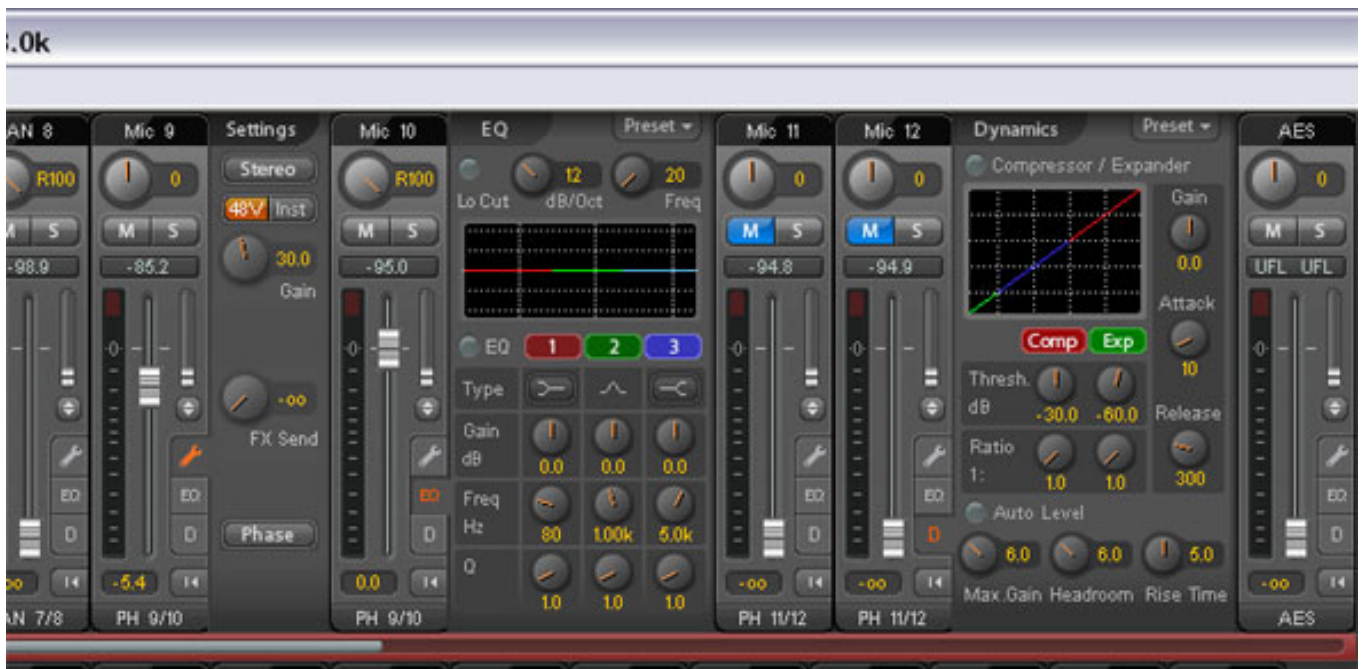 .0k
AN 8
R100
S
-98.9
EQ
D
AN 7/8
Mic 9
0
M S
-85.2
0
EQ
D
-5.4
PH 9/10
Settings
Stereo
48V Inst
30.0
Gain
-oo
FX Send
Phase
Mic 10
R100
M S
-95.0
0
EQ
D
0.0
PH 9/10
EQ Preset
12 20
Lo Cut dB/Oct Freq
EQ 1 2 3
Type
Gain
dB
0.0 0.0 0.0
Freq
Hz
80 1.00k 5.0k
Q
1.0 1.0 1.0
Mic 11
0
M S
-94.8
0
EQ
D
-oo
PH 11/12
Mic 12
0
M S
-94.9
0
EQ
D
-oo
PH 11/12
Dynamics Preset
Compressor / Expander
Gain
0.0
Attack
10
Comp Exp
Thresh.
dB
-30.0 -60.0
Release
300
Ratio
1:
1.0 1.0
Auto Level
6.0 6.0 5.0
Max.Gain Headroom Rise Time
AES
0
M S
UFL UFL
0
EQ
D
-oo
AES